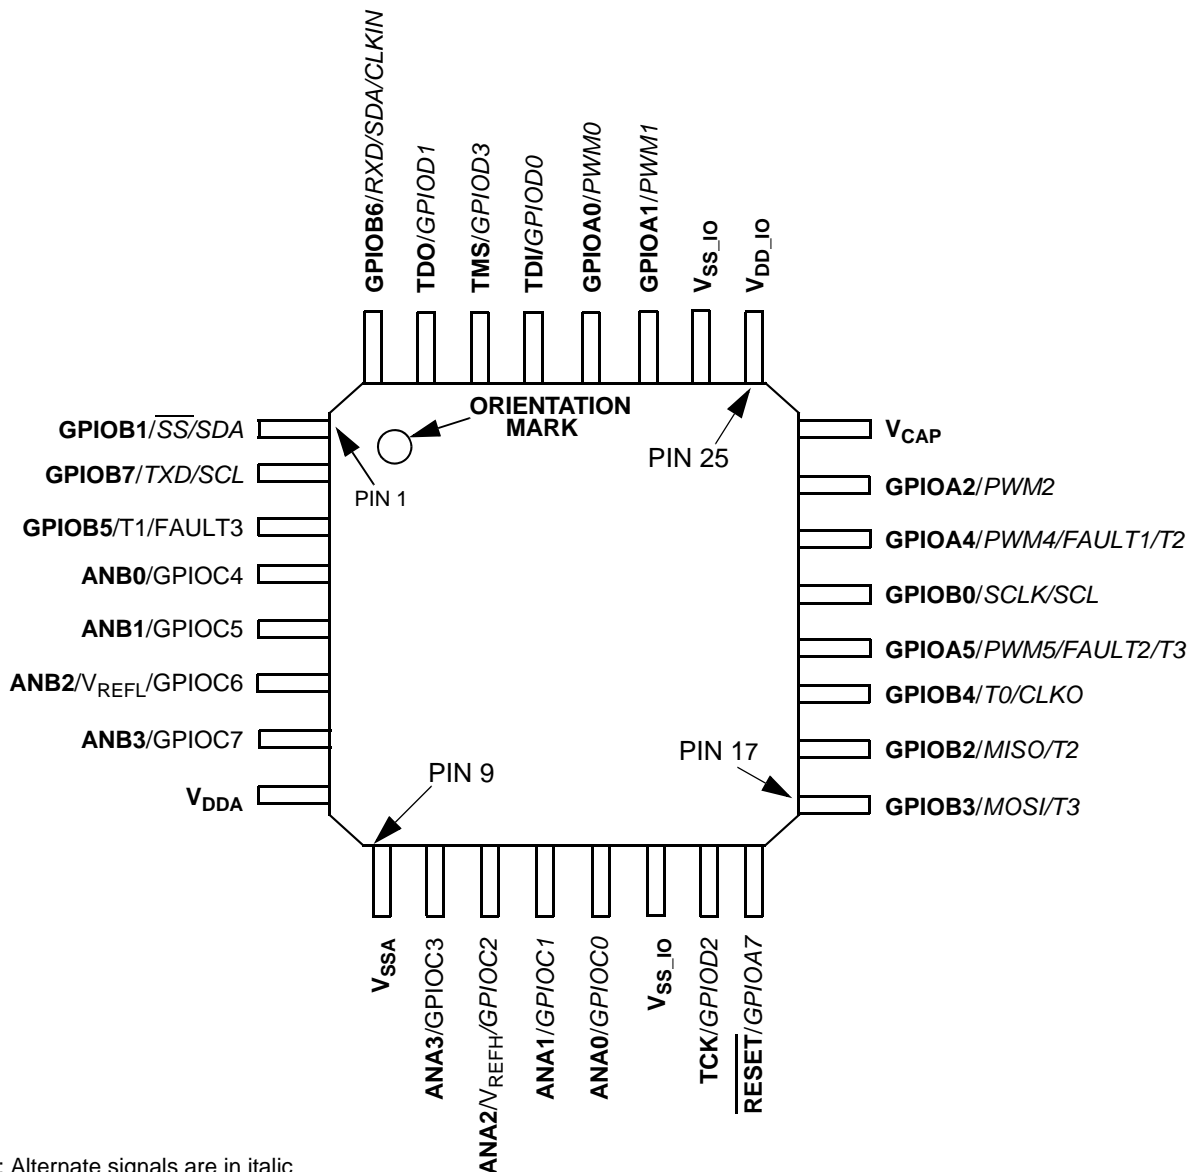 GPIOB6/RXD/SDA/CLKIN
TDO/GPIOD1
TMS/GPIOD3
TDI/GPIOD0
GPIOA0/PWM0
GPIOA1/PWM1
VSS_IO
VDD_IO
ORIENTATION
MARK
PIN 25
PIN 1
GPIOB1/S̅S̅/SDA
GPIOB7/TXD/SCL
GPIOB5/T1/FAULT3
ANB0/GPIOC4
ANB1/GPIOC5
ANB2/VREFL/GPIOC6
ANB3/GPIOC7
VDDA
VCAP
GPIOA2/PWM2
GPIOA4/PWM4/FAULT1/T2
GPIOB0/SCLK/SCL
GPIOA5/PWM5/FAULT2/T3
GPIOB4/T0/CLKO
GPIOB2/MISO/T2
GPIOB3/MOSI/T3
PIN 17
PIN 9
VSSA
ANA3/GPIOC3
ANA2/VREFH/GPIOC2
ANA1/GPIOC1
ANA0/GPIOC0
VSS_IO
TCK/GPIOD2
R̅E̅S̅E̅T̅/GPIOA7
: Alternate signals are in italic